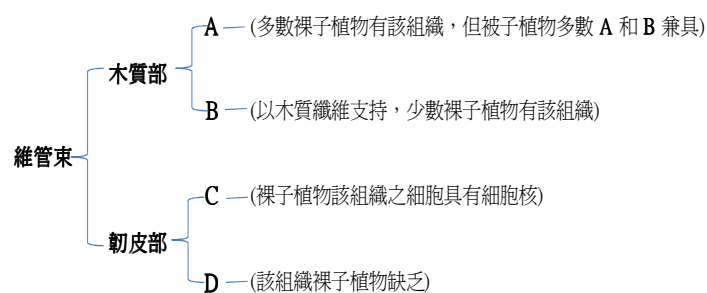 A — (多數裸子植物有該組織，但被子植物多數 A 和 B 兼具)
木質部
B — (以木質纖維支持，少數裸子植物有該組織)
維管束
C — (裸子植物該組織之細胞具有細胞核)
韌皮部
D — (該組織裸子植物缺乏)